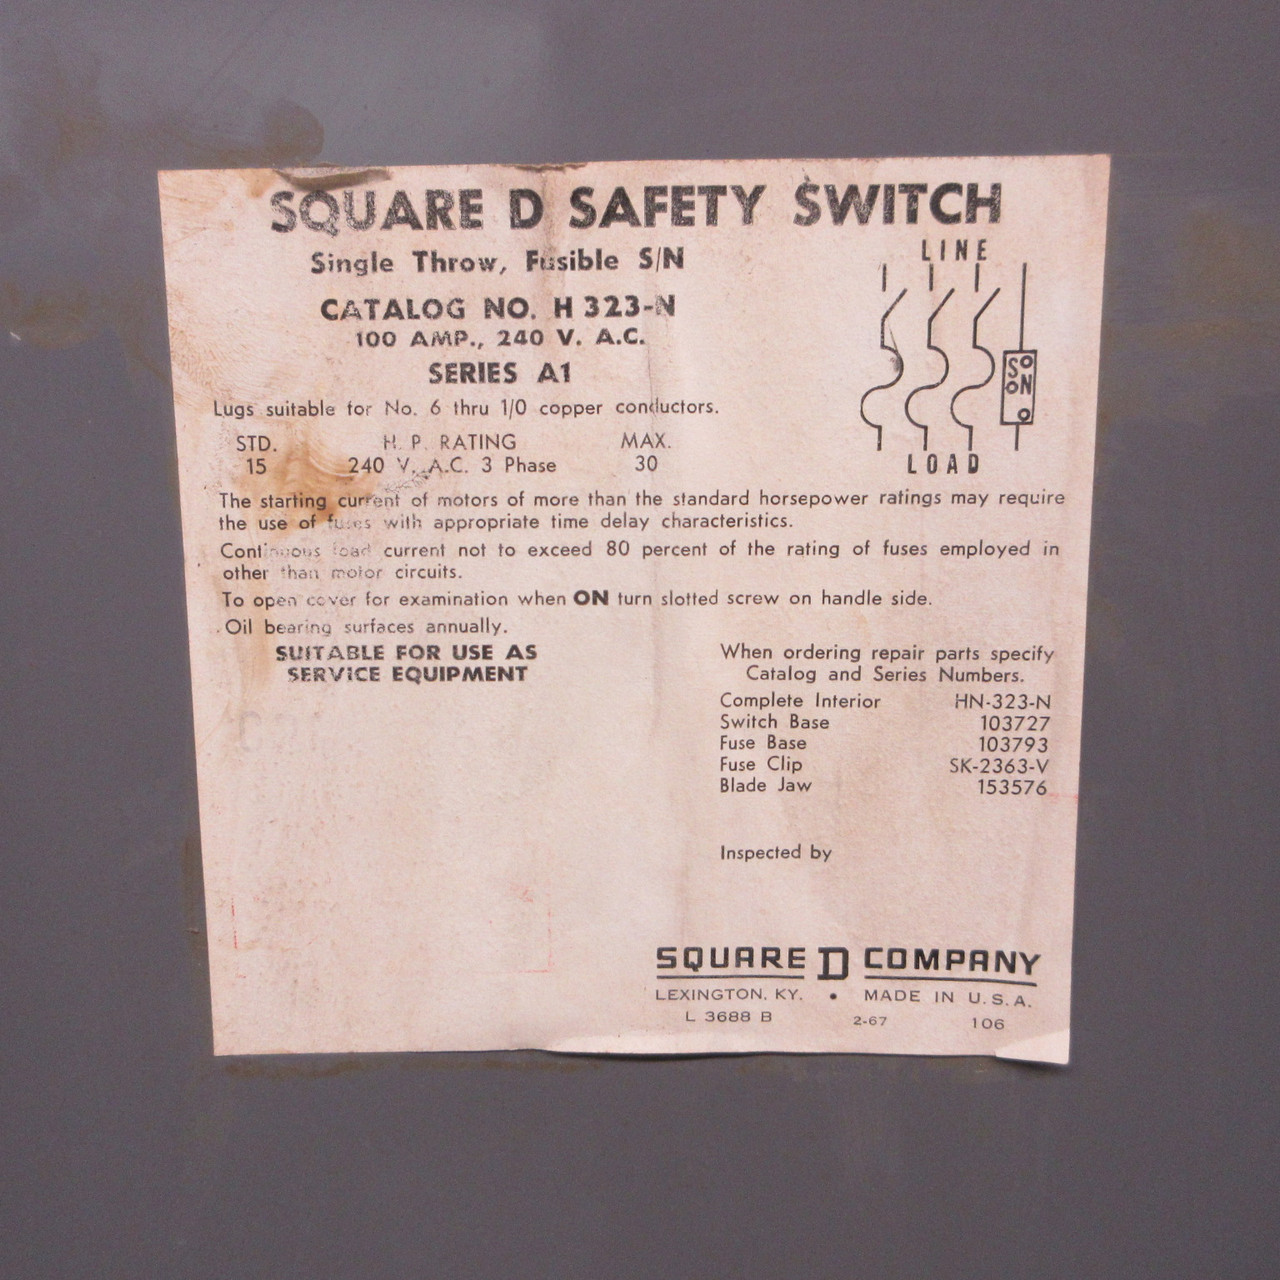 SQUARE D SAFETY SWITCH
Single Throw, Fusible S/N
CATALOG NO. H 323-N
100 AMP., 240 V. A.C.
SERIES A1
LINE
S
N
LOAD
Lugs suitable for No. 6 thru 1/0 copper conductors.
STD. H. P. RATING MAX.
15 240 V. A.C. 3 Phase 30
The starting current of motors of more than the standard horsepower ratings may require
the use of fuses with appropriate time delay characteristics.
Continuous load current not to exceed 80 percent of the rating of fuses employed in
other than motor circuits.
To open cover for examination when ON turn slotted screw on handle side.
Oil bearing surfaces annually.
SUITABLE FOR USE AS
SERVICE EQUIPMENT
When ordering repair parts specify
Catalog and Series Numbers.
Complete Interior HN-323-N
Switch Base 103727
Fuse Base 103793
Fuse Clip SK-2363-V
Blade Jaw 153576
Inspected by
SQUARE D COMPANY
LEXINGTON, KY. • MADE IN U.S.A.
L 3688 B 2-67 106